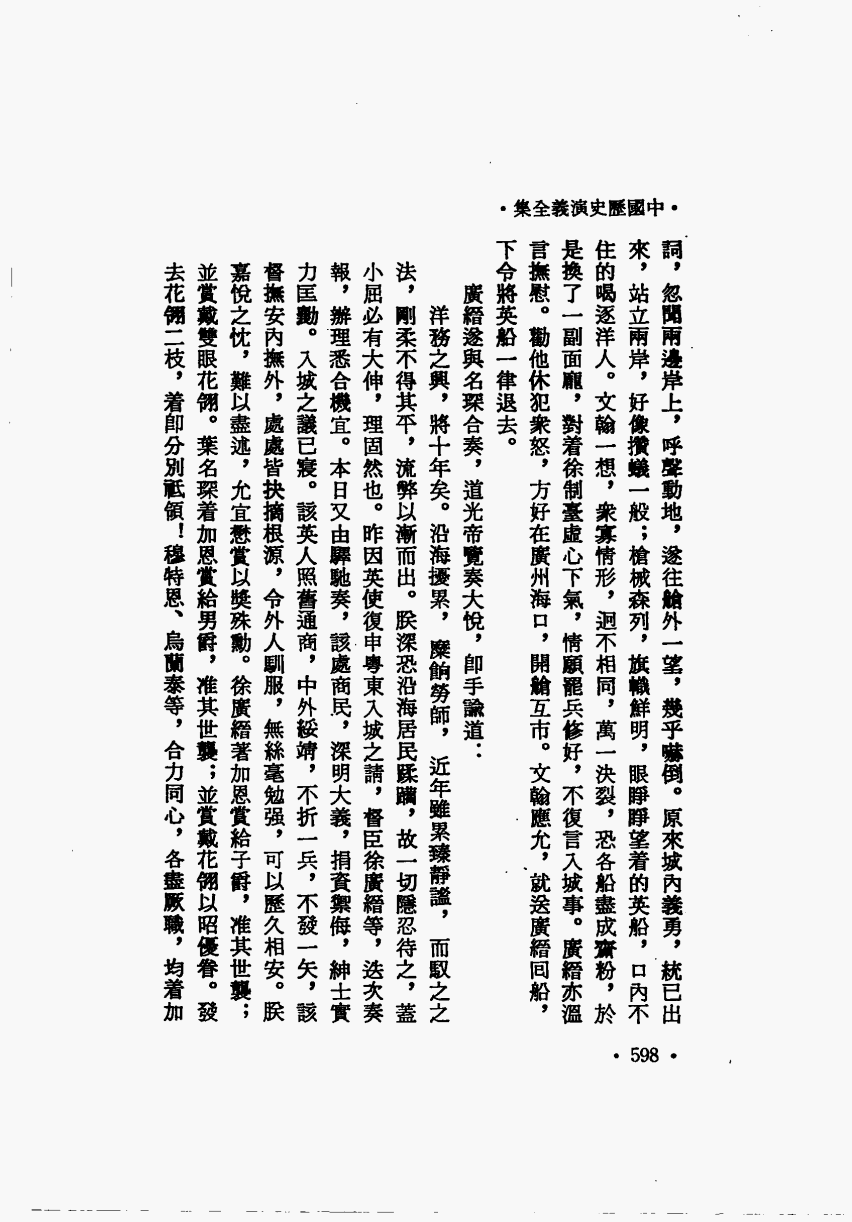 •中國歷史演義全集•
詞，忽聞兩邊岸上，呼聲動地，遂往艙外一望，幾乎嚇倒。原來城內義勇，統已出
來，站立兩岸，好像攢蟻一般；槍械森列，旗幟鮮明，眼睜睜望着的英船，口內不
住的喝逐洋人。文翰一想，衆寡情形，迥不相同，萬一決裂，恐各船盡成齏粉，於
是換了一副面龐，對着徐制臺虛心下氣，情願罷兵修好，不復言入城事。廣縉亦溫
言撫慰。勸他休犯衆怒，方好在廣州海口，開艙互市。文翰應允，就送廣縉回船，
下令將英船一律退去。
廣縉遂與名琛合奏，道光帝覽奏大悅，卽手諭道：
洋務之興，將十年矣。沿海擾累，糜餉勞師，近年雖累臻靜謐，而馭之之
法，剛柔不得其平，流弊以漸而出。朕深恐沿海居民蹂躪，故一切隱忍待之，蓋
小屈必有大伸，理固然也。昨因英使復申粵東入城之請，督臣徐廣縉等，迭次奏
報，辦理悉合機宜。本日又由驛馳奏，該處商民，深明大義，捐資禦侮，紳士實
力匡勷。入城之議已寢。該英人照舊通商，中外綏靖，不折一兵，不發一矢，該
督撫安內撫外，處處皆抉摘根源，令外人馴服，無絲毫勉强，可以歷久相安。朕
嘉悅之忱，難以盡述，允宜懋賞以獎殊勳。徐廣縉著加恩賞給子爵，准其世襲；
並賞戴雙眼花翎。葉名琛着加恩賞給男爵，准其世襲；並賞戴花翎以昭優眷。發
去花翎二枝，着卽分別祇領！穆特恩、烏蘭泰等，合力同心，各盡厥職，均着加
•598•